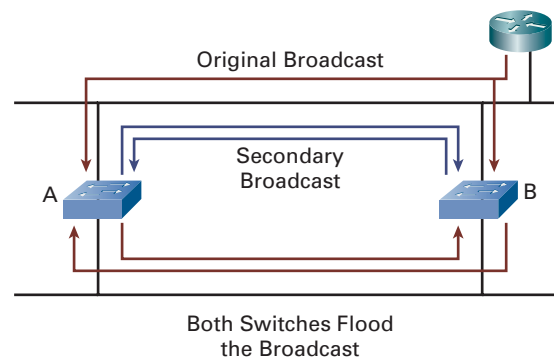 Original Broadcast
Secondary
Broadcast
A
B
Both Switches Flood
the Broadcast